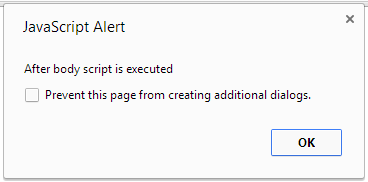 JavaScript Alert
After body script is executed
Prevent this page from creating additional dialogs.
OK